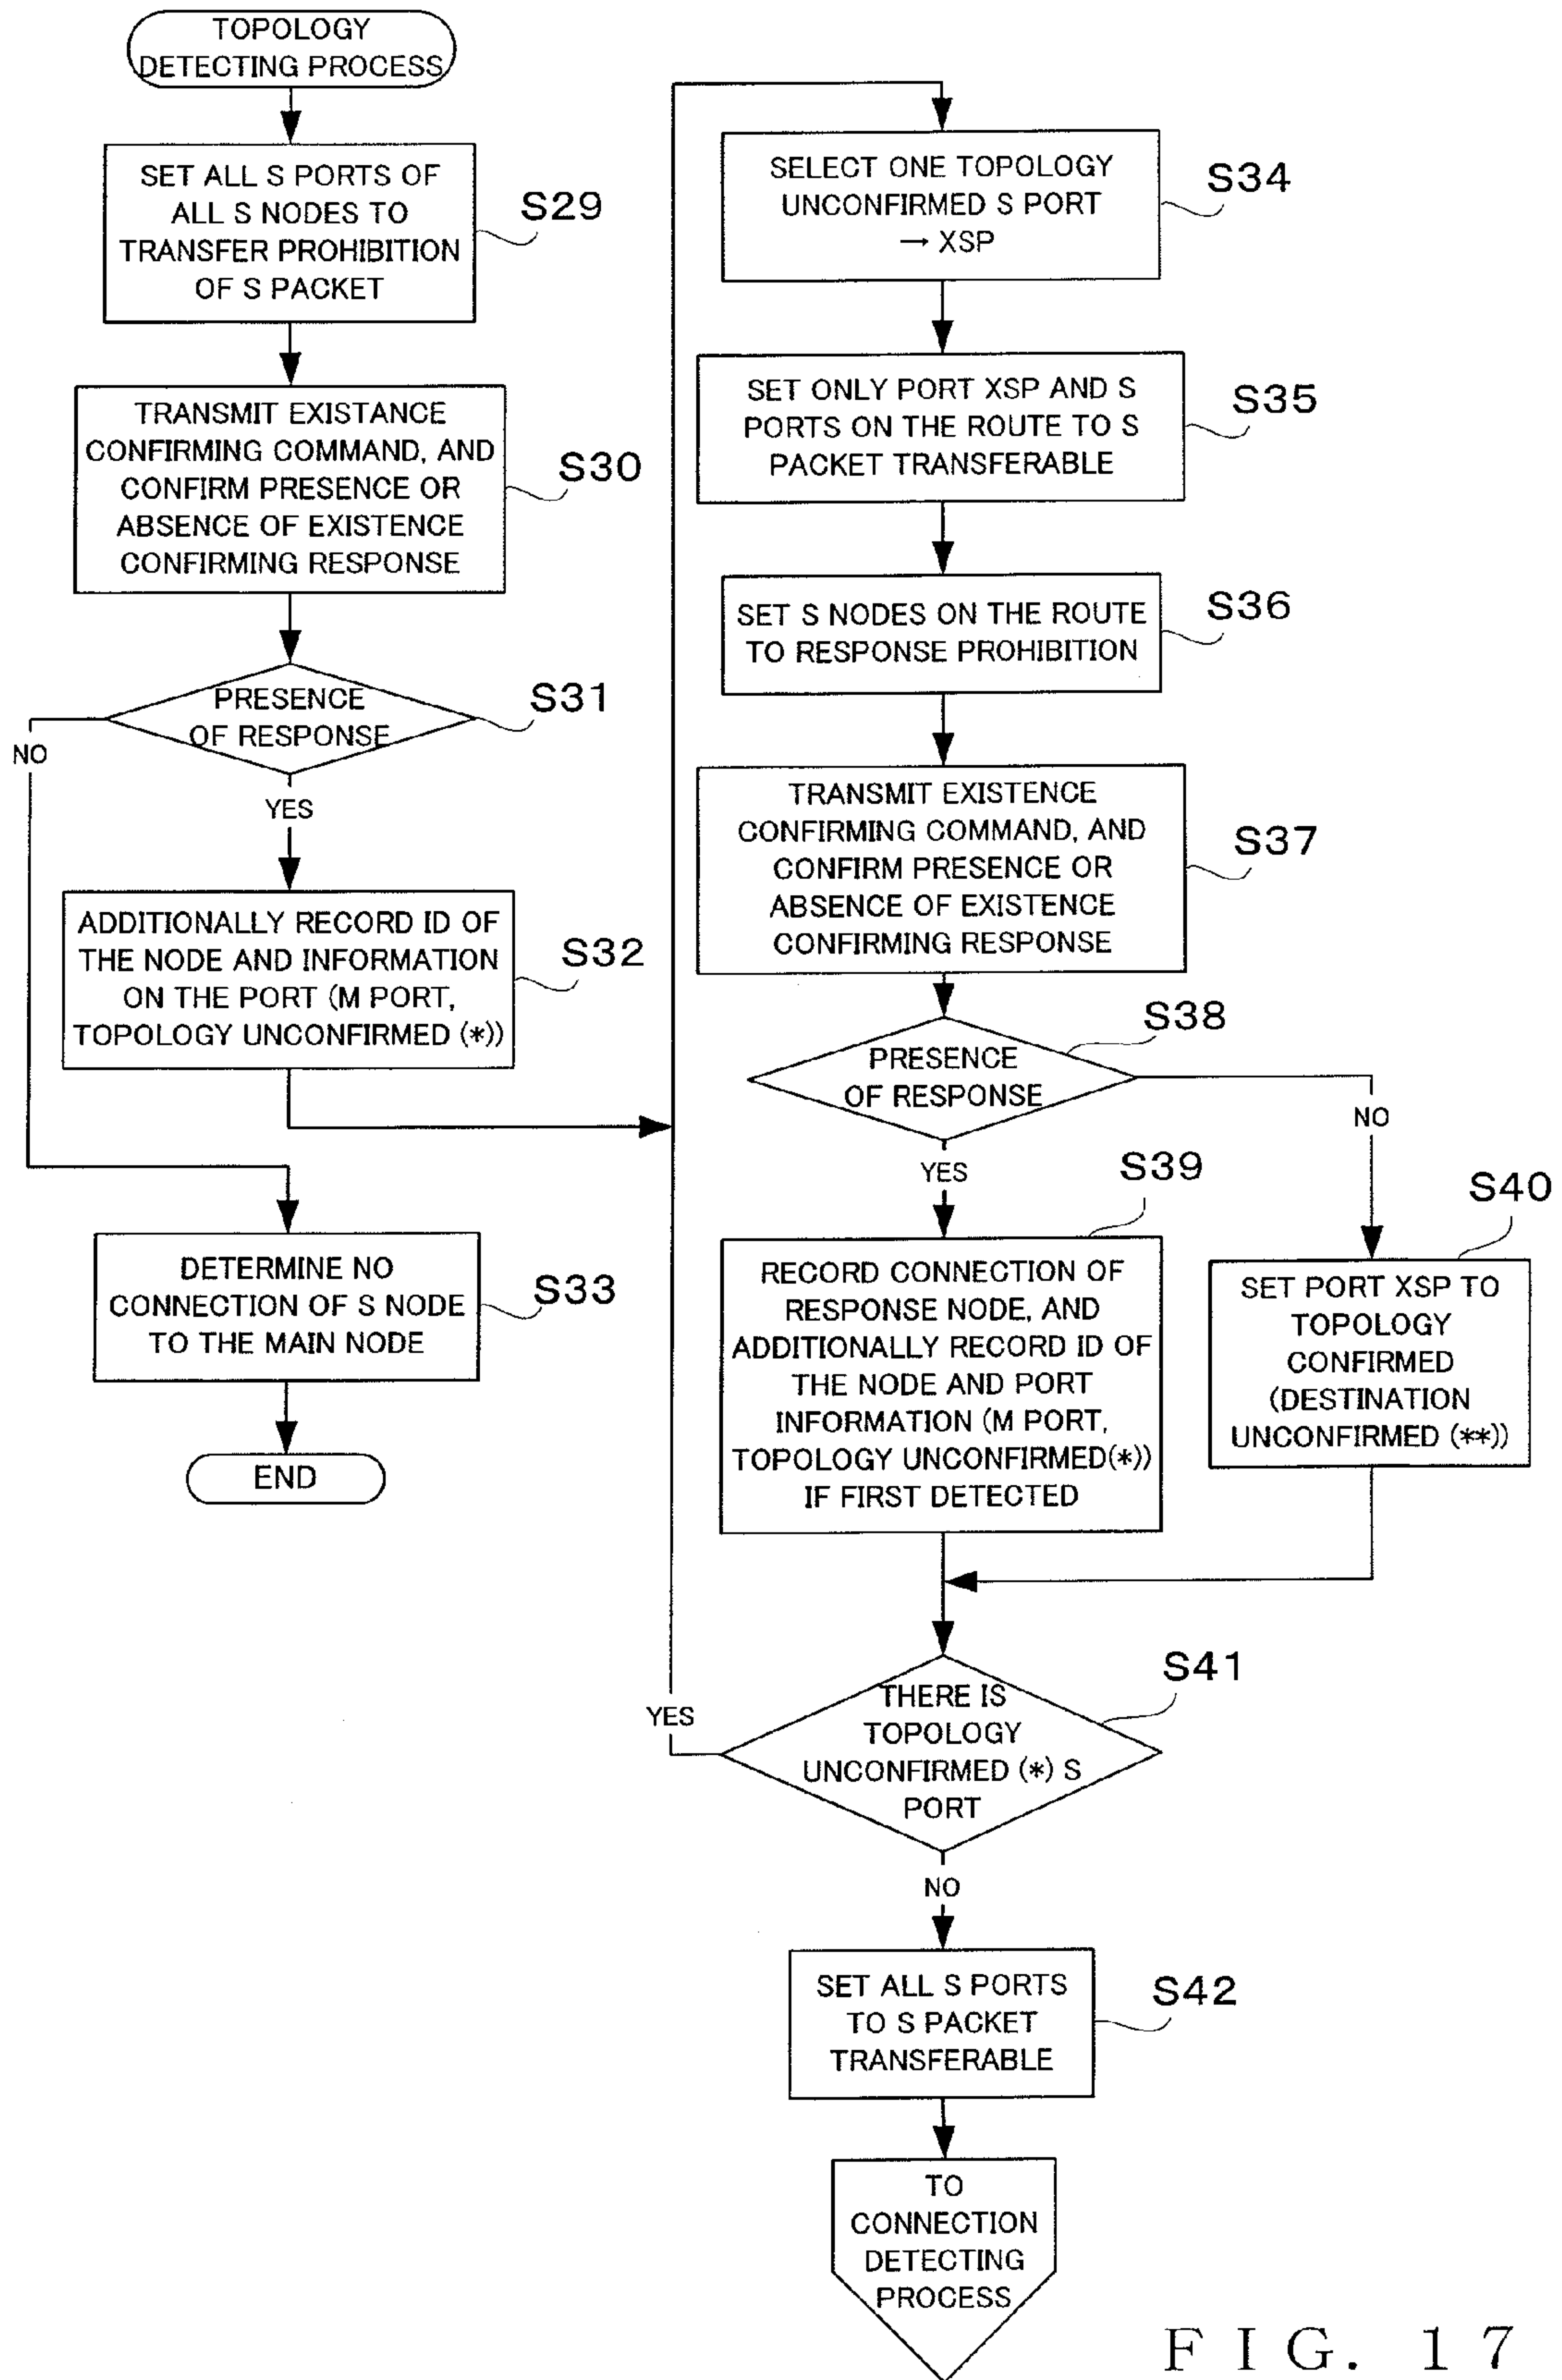 TOPOLOGY
DETECTING PROCESS
SET ALL S PORTS OF
ALL S NODES TO
TRANSFER PROHIBITION
OF S PACKET
S29
TRANSMIT EXISTANCE
CONFIRMING COMMAND, AND
CONFIRM PRESENCE OR
ABSENCE OF EXISTENCE
CONFIRMING RESPONSE
S30
PRESENCE
OF RESPONSE
S31
NO
YES
ADDITIONALLY RECORD ID OF
THE NODE AND INFORMATION
ON THE PORT (M PORT,
TOPOLOGY UNCONFIRMED (*))
S32
DETERMINE NO
CONNECTION OF S NODE
TO THE MAIN NODE
S33
END
SELECT ONE TOPOLOGY
UNCONFIRMED S PORT
→ XSP
S34
SET ONLY PORT XSP AND S
PORTS ON THE ROUTE TO S
PACKET TRANSFERABLE
S35
SET S NODES ON THE ROUTE
TO RESPONSE PROHIBITION
S36
TRANSMIT EXISTENCE
CONFIRMING COMMAND, AND
CONFIRM PRESENCE OR
ABSENCE OF EXISTENCE
CONFIRMING RESPONSE
S37
PRESENCE
OF RESPONSE
S38
NO
YES
RECORD CONNECTION OF
RESPONSE NODE, AND
ADDITIONALLY RECORD ID OF
THE NODE AND PORT
INFORMATION (M PORT,
TOPOLOGY UNCONFIRMED(*))
IF FIRST DETECTED
S39
SET PORT XSP TO
TOPOLOGY
CONFIRMED
(DESTINATION
UNCONFIRMED (**))
S40
THERE IS
TOPOLOGY
UNCONFIRMED (*) S
PORT
S41
YES
NO
SET ALL S PORTS
TO S PACKET
TRANSFERABLE
S42
TO
CONNECTION
DETECTING
PROCESS
FIG. 17